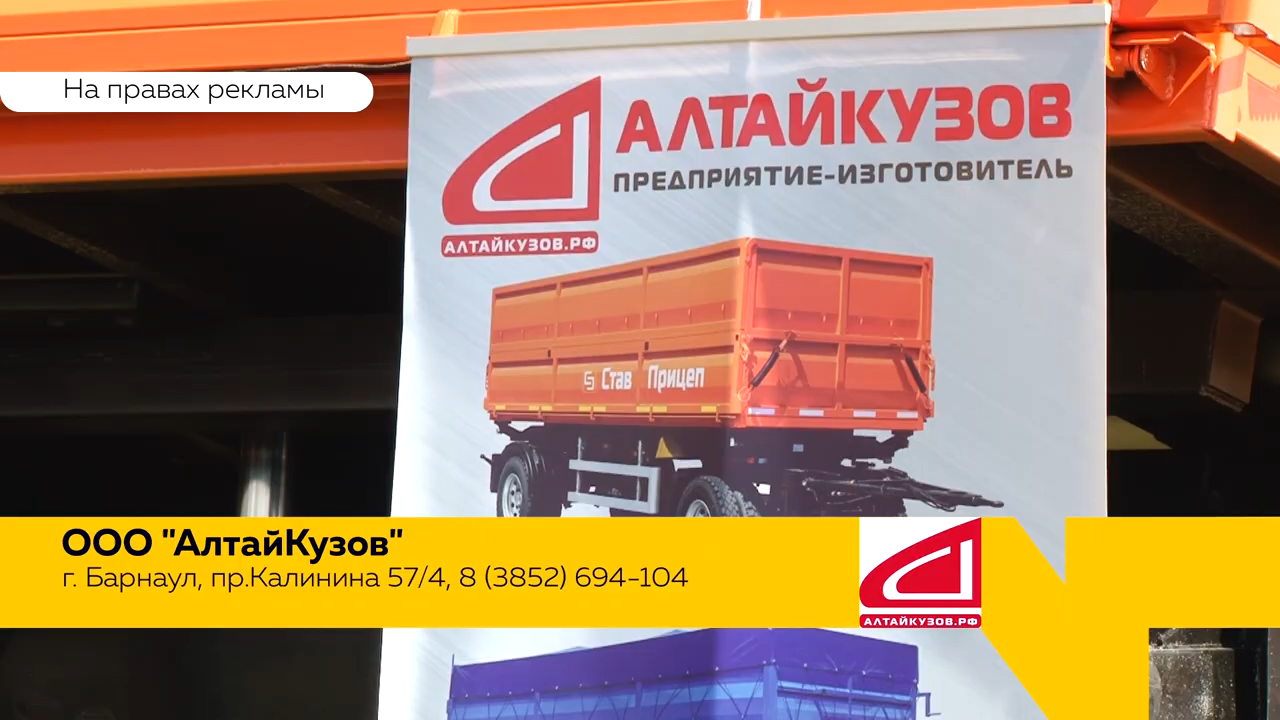 На правах рекламы
АЛТАЙКУЗОВ
ПРЕДПРИЯТИЕ-ИЗГОТОВИТЕЛЬ
АЛТАЙКУЗОВ.РФ
Став Прицеп
ООО "АлтайКузов"
г. Барнаул, пр.Калинина 57/4, 8 (3852) 694-104
АЛТАЙКУЗОВ.РФ